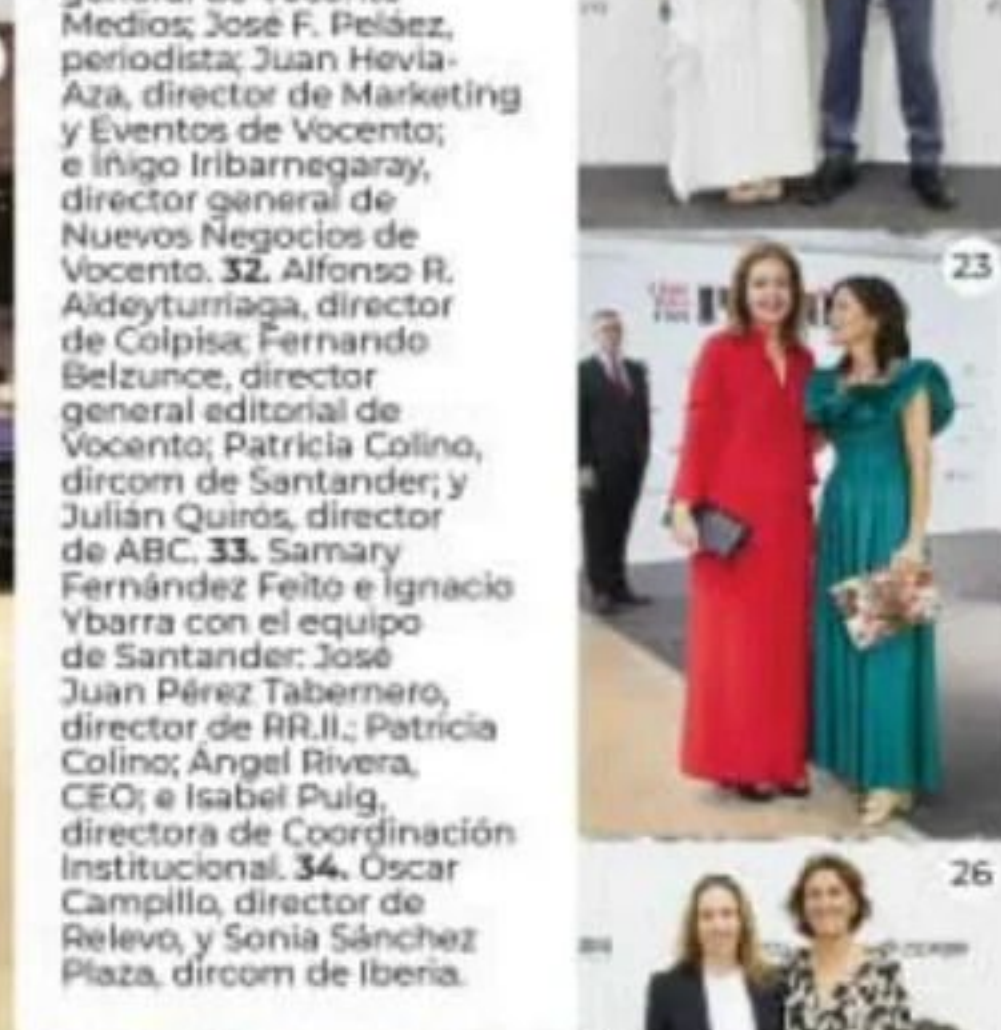 general de Vocento
Medios; José F. Peláez,
periodista; Juan Hevia-
Aza, director de Marketing
y Eventos de Vocento;
e Íñigo Iribarnegaray,
director general de
Nuevos Negocios de
Vocento. 32. Alfonso R.
Aldeyturriaga, director
de Colpisa; Fernando
Belzunce, director
general editorial de
Vocento; Patricia Colino,
dircom de Santander; y
Julián Quirós, director
de ABC. 33. Samary
Fernández Feito e Ignacio
Ybarra con el equipo
de Santander: José
Juan Pérez Tabernero,
director de RR.II.; Patricia
Colino; Ángel Rivera,
CEO; e Isabel Puig,
directora de Coordinación
Institucional. 34. Óscar
Campillo, director de
Relevo, y Sonia Sánchez
Plaza, dircom de Iberia.
23
26